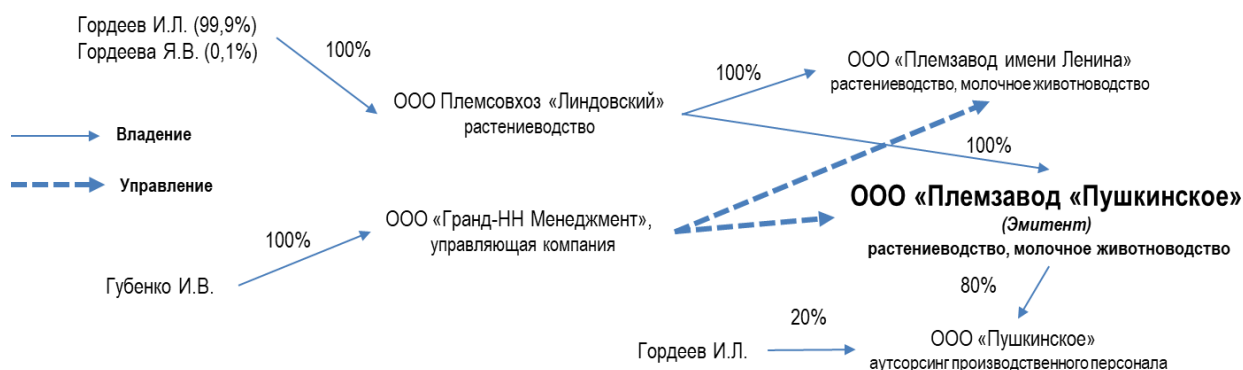 Гордеев И.Л. (99,9%)
Гордеева Я.В. (0,1%)
100%
ООО Племсовхоз «Линдовский»
растениеводство
100%
ООО «Племзавод имени Ленина»
растениеводство, молочное животноводство
Владение
Управление
100%
ООО «Племзавод «Пушкинское»
(Эмитент)
растениеводство, молочное животноводство
ООО «Гранд-НН Менеджмент»,
управляющая компания
100%
Губенко И.В.
80%
20%
Гордеев И.Л.
ООО «Пушкинское»
аутсорсинг производственного персонала